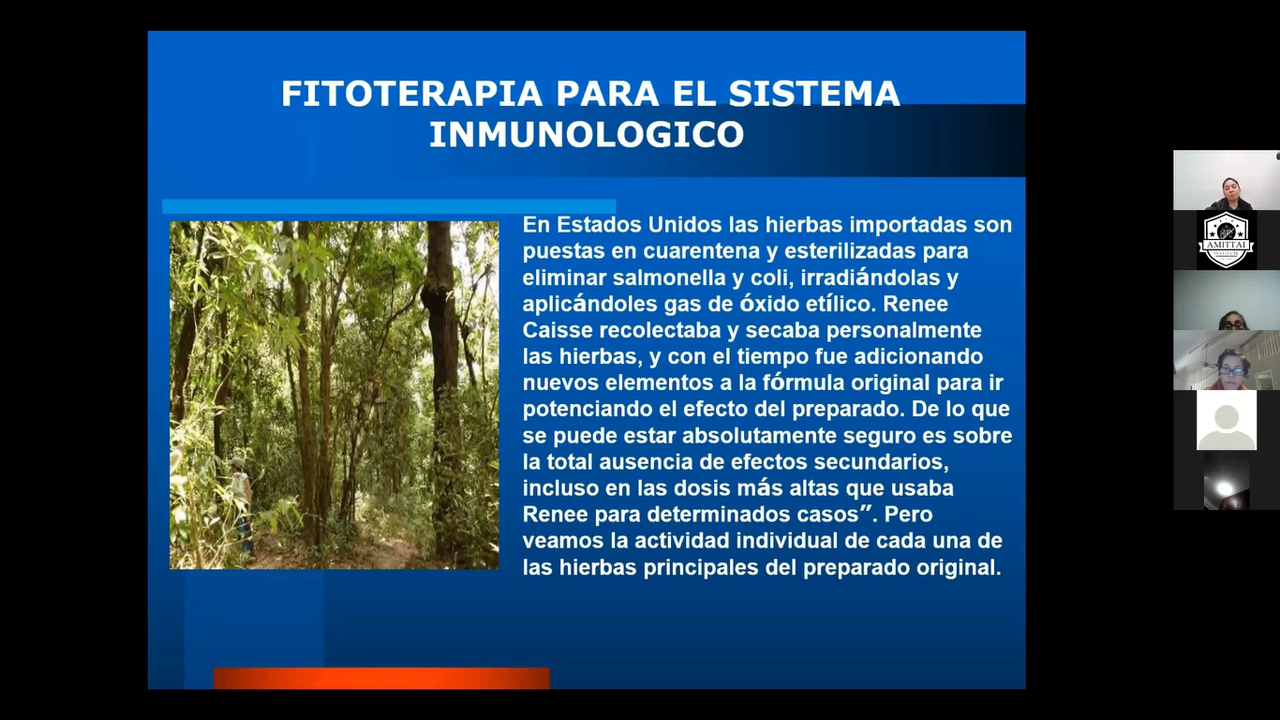 FITOTERAPIA PARA EL SISTEMA
INMUNOLOGICO
En Estados Unidos las hierbas importadas son
puestas en cuarentena y esterilizadas para
eliminar salmonella y coli, irradiándolas y
aplicándoles gas de óxido etílico. Renee
Caisse recolectaba y secaba personalmente
las hierbas, y con el tiempo fue adicionando
nuevos elementos a la fórmula original para ir
potenciando el efecto del preparado. De lo que
se puede estar absolutamente seguro es sobre
la total ausencia de efectos secundarios,
incluso en las dosis más altas que usaba
Renee para determinados casos”. Pero
veamos la actividad individual de cada una de
las hierbas principales del preparado original.
AMITTAI